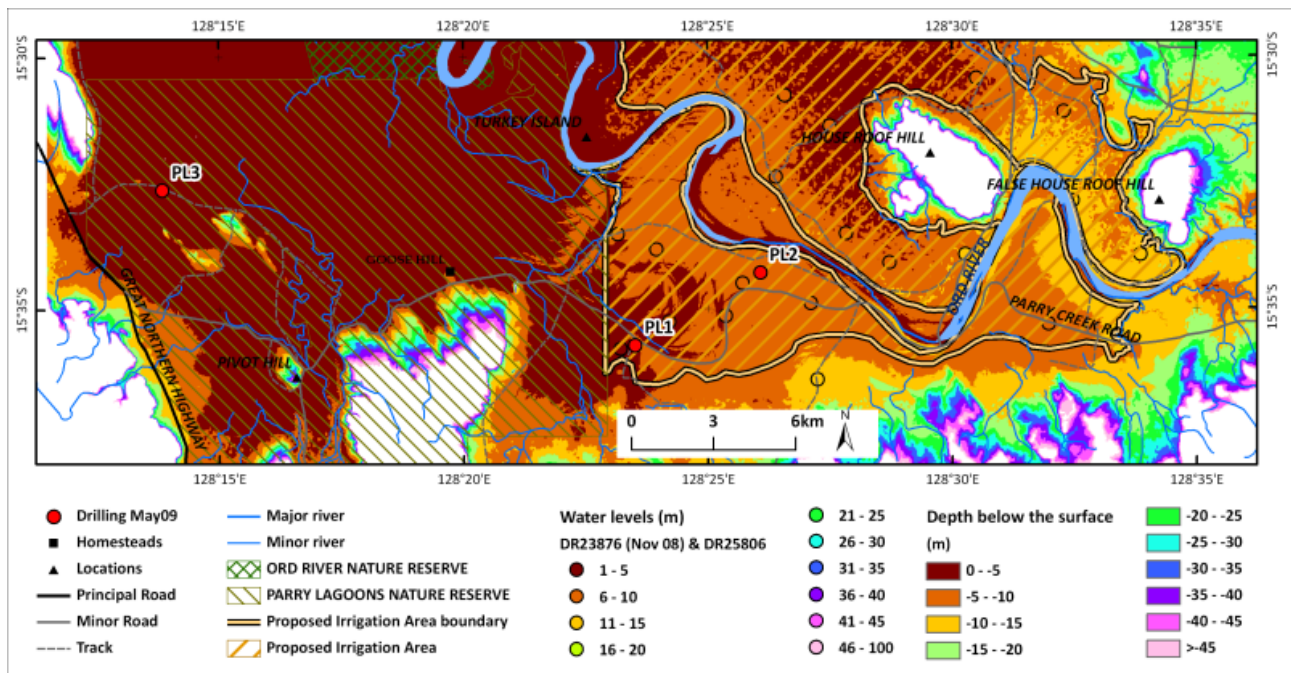 128°15'E 128°20'E 128°25'E 128°30'E 128°35'E
15°30'S 15°30'S
TURKEY ISLAND
HOUSE ROOF HILL
PL3
FALSE HOUSE ROOF HILL
GOOSE HILL
PL2
ORD RIVER
GREAT NORTHERN HIGHWAY
15°35'S 15°35'S
PARRY CREEK ROAD
PL1
PIVOT HILL
0 3 6km
N
128°15'E 128°20'E 128°25'E 128°30'E 128°35'E
Drilling May09
Homesteads
Locations
Principal Road
Minor Road
Track
Major river
Minor river
ORD RIVER NATURE RESERVE
PARRY LAGOONS NATURE RESERVE
Proposed Irrigation Area boundary
Proposed Irrigation Area
Water levels (m)
DR23876 (Nov 08) & DR25806
1 - 5
6 - 10
11 - 15
16 - 20
21 - 25
26 - 30
31 - 35
36 - 40
41 - 45
46 - 100
Depth below the surface
(m)
0 - -5
-5 - -10
-10 - -15
-15 - -20
-20 - -25
-25 - -30
-30 - -35
-35 - -40
-40 - -45
>-45